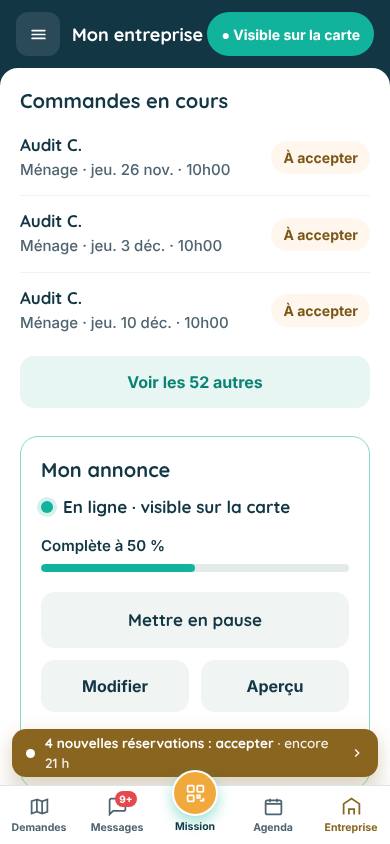 Mon entreprise
• Visible sur la carte
Commandes en cours
Audit C.
Ménage · jeu. 26 nov. · 10h00
À accepter
Audit C.
Ménage · jeu. 3 déc. · 10h00
À accepter
Audit C.
Ménage · jeu. 10 déc. · 10h00
À accepter
Voir les 52 autres
Mon annonce
En ligne · visible sur la carte
Complète à 50 %
Mettre en pause
Modifier
Aperçu
4 nouvelles réservations : accepter · encore
21 h
9+
Demandes
Messages
Mission
Agenda
Entreprise